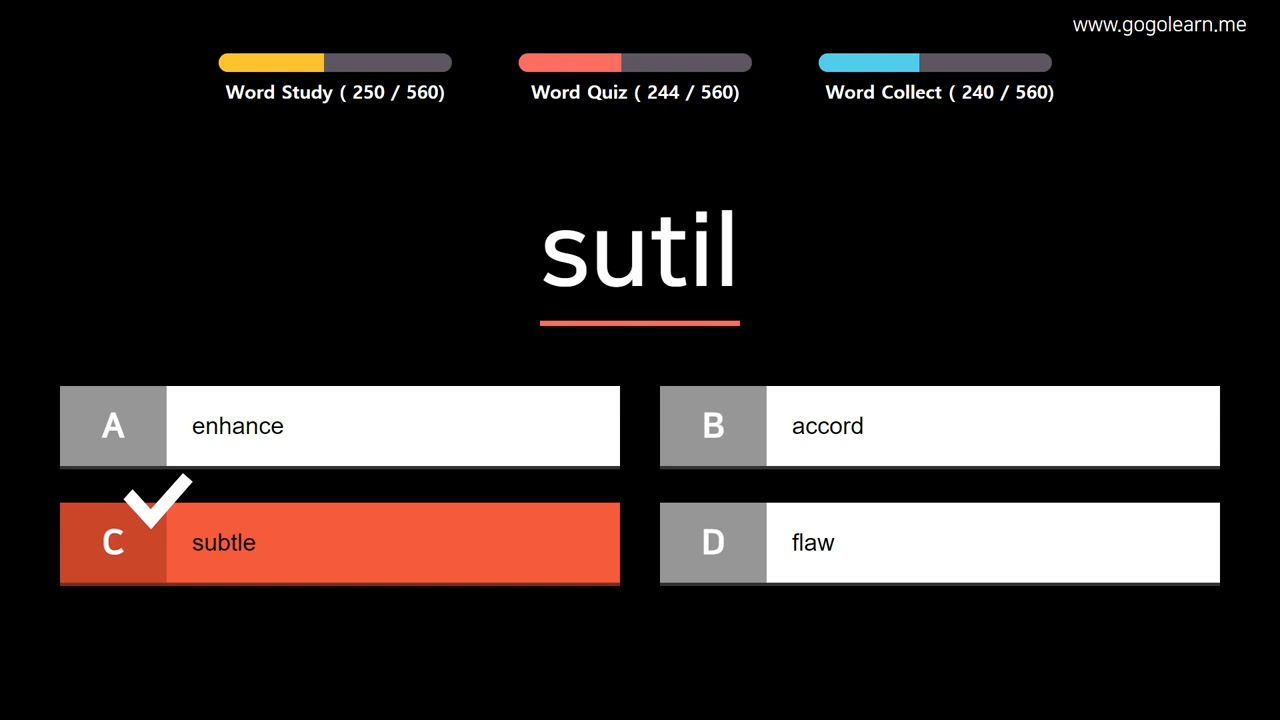 www.gogolearn.me
Word Study ( 250 / 560)
Word Quiz ( 244 / 560)
Word Collect ( 240 / 560)
sutil
A
enhance
B
accord
C
subtle
D
flaw